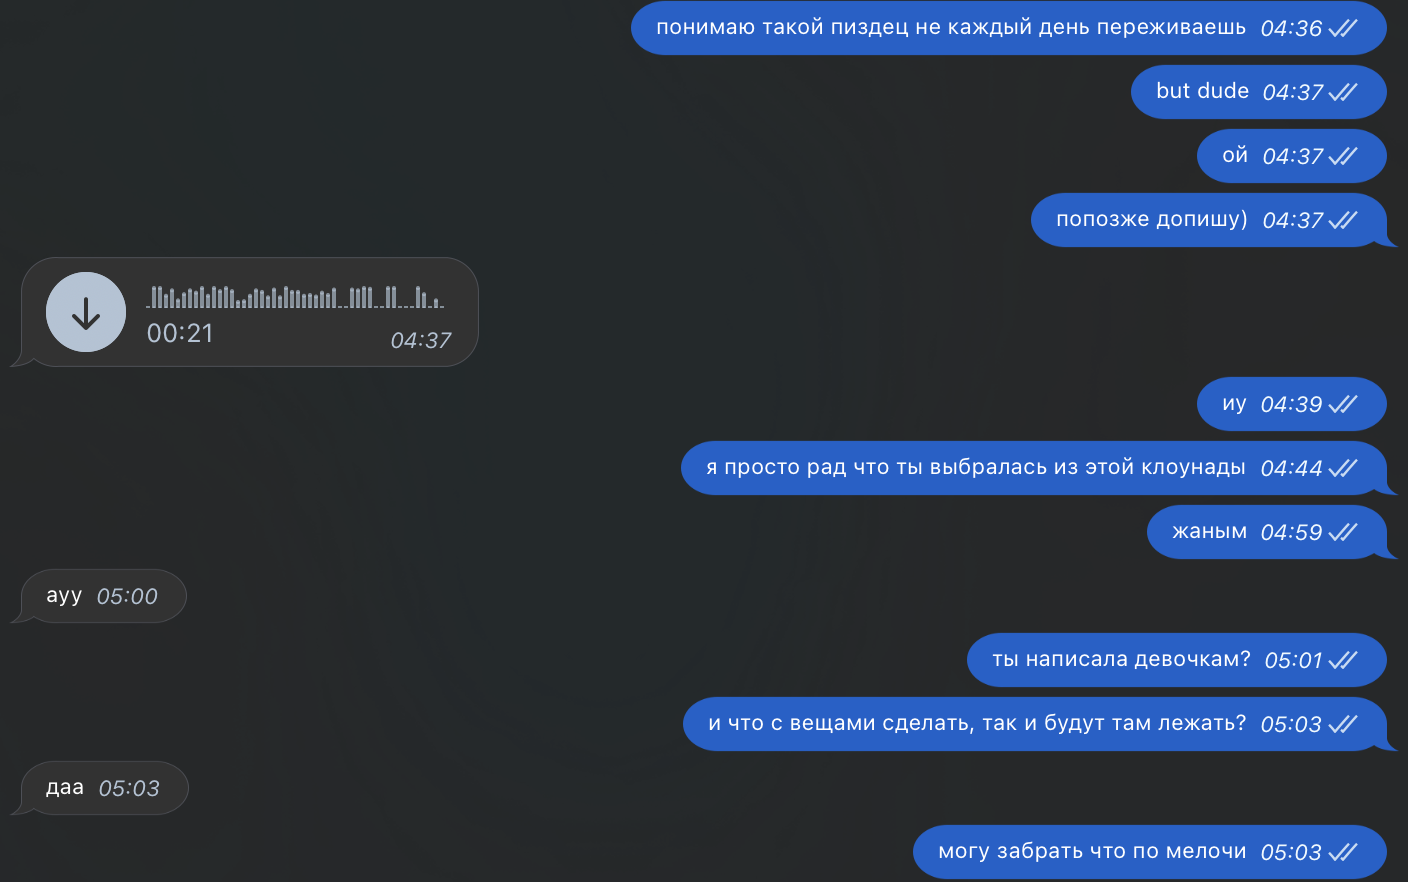 понимаю такой пиздец не каждый день переживаешь 04:36
but dude 04:37
ой 04:37
попозже допишу) 04:37
00:21 04:37
иу 04:39
я просто рад что ты выбралась из этой клоунады 04:44
жаным 04:59
ауу 05:00
ты написала девочкам? 05:01
и что с вещами сделать, так и будут там лежать? 05:03
даа 05:03
могу забрать что по мелочи 05:03